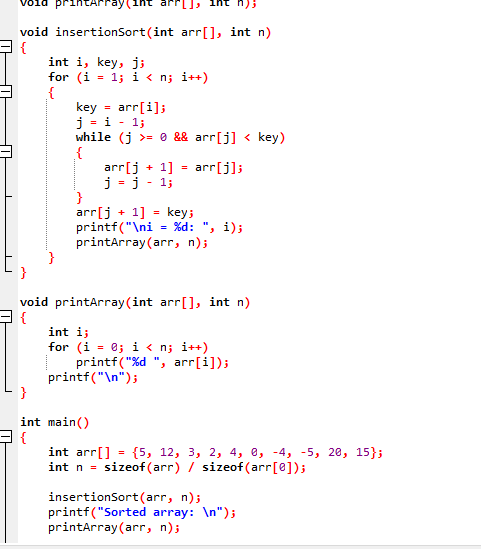 void printArray(int arr[], int n);
void insertionSort(int arr[], int n)
{
int i, key, j;
for (i = 1; i < n; i++)
{
key = arr[i];
j = i - 1;
while (j >= 0 && arr[j] < key)
{
arr[j + 1] = arr[j];
j = j - 1;
}
arr[j + 1] = key;
printf("\ni = %d: ", i);
printArray(arr, n);
}
}
void printArray(int arr[], int n)
{
int i;
for (i = 0; i < n; i++)
printf("%d ", arr[i]);
printf("\n");
}
int main()
{
int arr[] = {5, 12, 3, 2, 4, 0, -4, -5, 20, 15};
int n = sizeof(arr) / sizeof(arr[0]);
insertionSort(arr, n);
printf("Sorted array: \n");
printArray(arr, n);